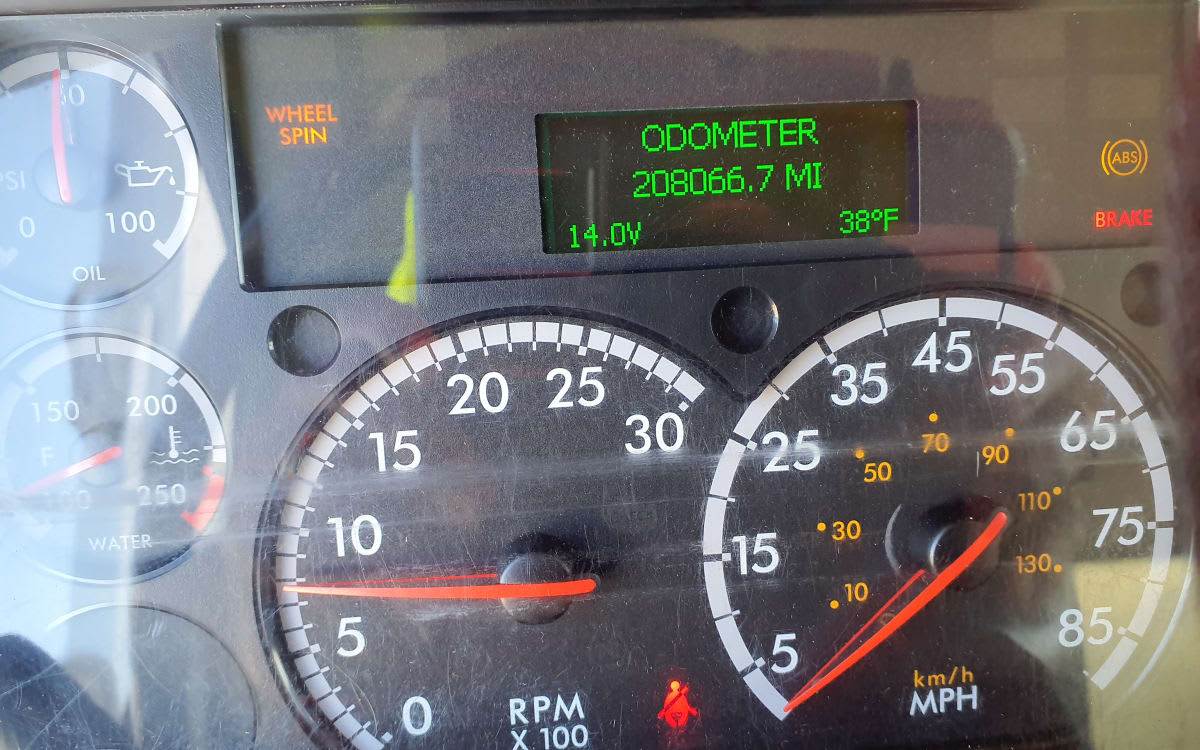 WHEEL
SPIN
ODOMETER
208066.7 MI
14.0V
38°F
ABS
BRAKE
PSI
0
100
OIL
150
200
F
250
WATER
0
5
10
15
20
25
30
RPM
X 100
5
15
25
35
45
55
65
75
85
10
30
50
70
90
110
130
km/h
MPH